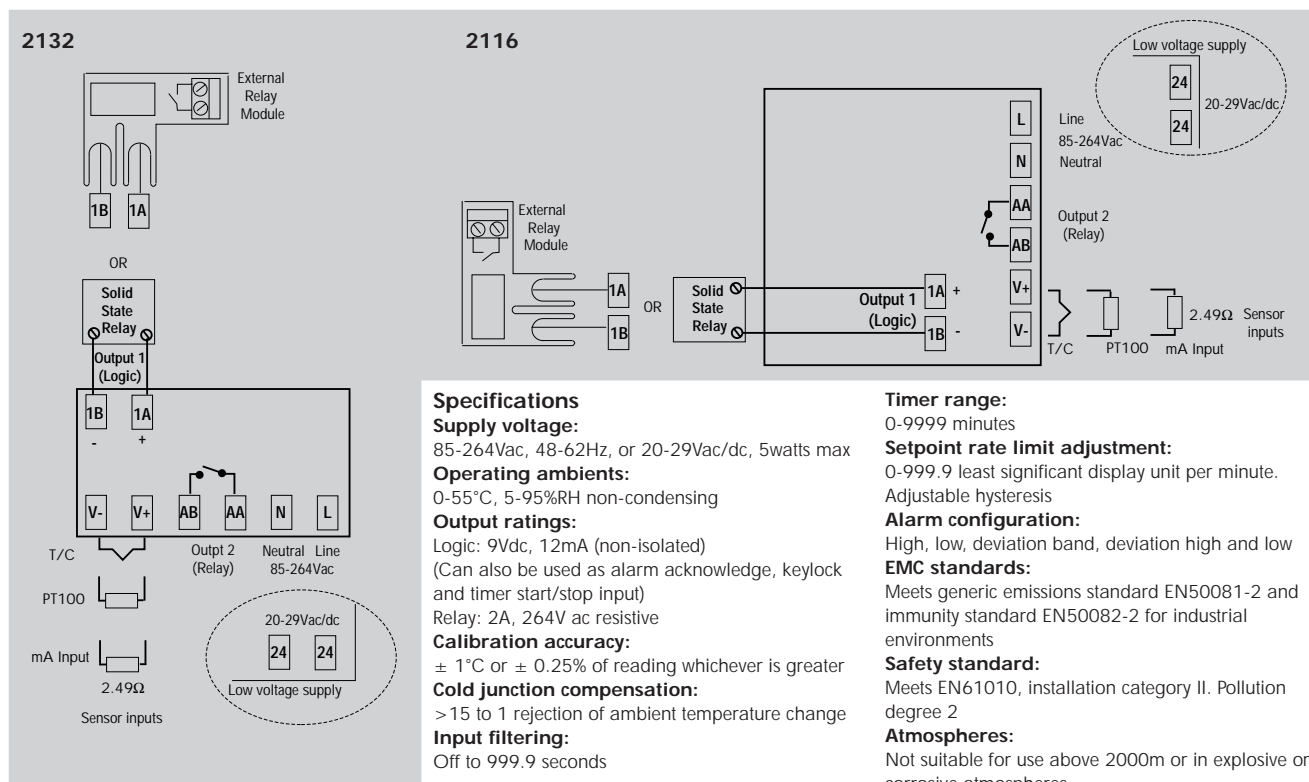 2132
External
Relay
Module
1B 1A
OR
Solid
State
Relay
Output 1
(Logic)
1B 1A
- +
V- V+ AB AA N L
T/C
Outpt 2
(Relay)
Neutral Line
85-264Vac
PT100
mA Input
2.49Ω
Sensor inputs
20-29Vac/dc
24 24
Low voltage supply
2116
Low voltage supply
24
20-29Vac/dc
24
L Line
85-264Vac
N Neutral
AA
Output 2
(Relay)
AB
External
Relay
Module
1A
1B
OR
Solid
State
Relay
Output 1
(Logic)
1A +
1B -
V+
V-
T/C
PT100
mA Input
2.49Ω
Sensor
inputs
Specifications
Supply voltage:
85-264Vac, 48-62Hz, or 20-29Vac/dc, 5watts max
Operating ambients:
0-55°C, 5-95%RH non-condensing
Output ratings:
Logic: 9Vdc, 12mA (non-isolated)
(Can also be used as alarm acknowledge, keylock
and timer start/stop input)
Relay: 2A, 264V ac resistive
Calibration accuracy:
± 1°C or ± 0.25% of reading whichever is greater
Cold junction compensation:
>15 to 1 rejection of ambient temperature change
Input filtering:
Off to 999.9 seconds
Timer range:
0-9999 minutes
Setpoint rate limit adjustment:
0-999.9 least significant display unit per minute.
Adjustable hysteresis
Alarm configuration:
High, low, deviation band, deviation high and low
EMC standards:
Meets generic emissions standard EN50081-2 and
immunity standard EN50082-2 for industrial
environments
Safety standard:
Meets EN61010, installation category II. Pollution
degree 2
Atmospheres:
Not suitable for use above 2000m or in explosive or
corrosive atmospheres